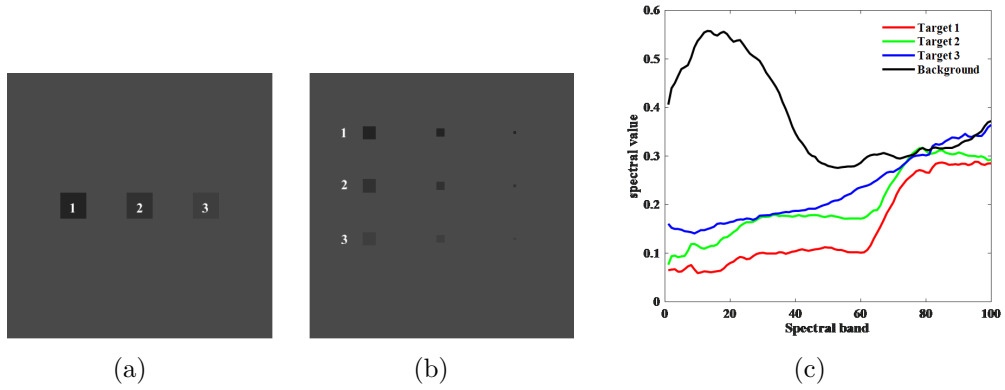 1 2 3
1
2
3
0.6
0.5
0.4
0.3
0.2
0.1
0
spectral value
0 20 40 60 80 100
Spectral band
Target 1
Target 2
Target 3
Background
(a) (b) (c)